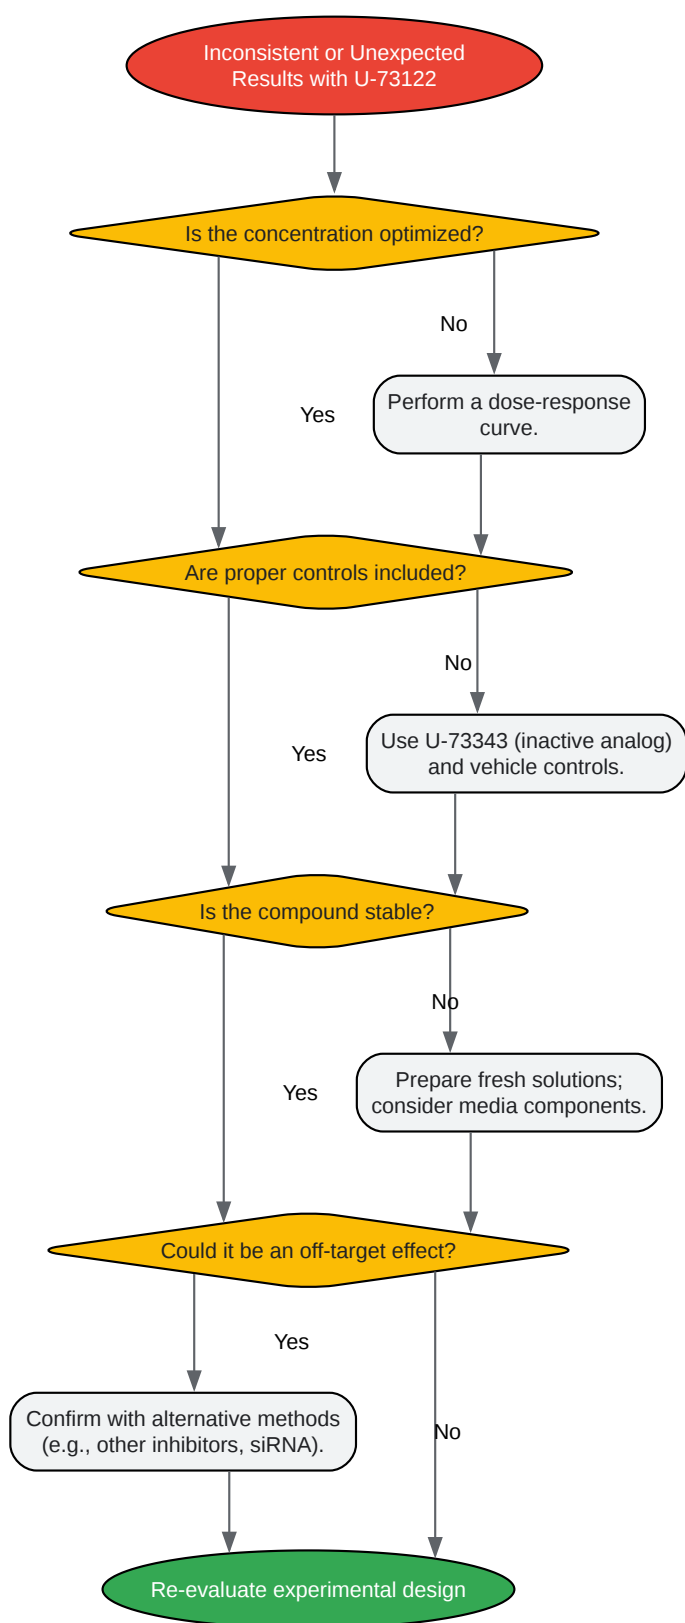 Inconsistent or Unexpected
Results with U-73122
Is the concentration optimized?
No
Yes
Perform a dose-response
curve.
Are proper controls included?
No
Yes
Use U-73343 (inactive analog)
and vehicle controls.
Is the compound stable?
No
Yes
Prepare fresh solutions;
consider media components.
Could it be an off-target effect?
Yes
Confirm with alternative methods
(e.g., other inhibitors, siRNA).
No
Re-evaluate experimental design